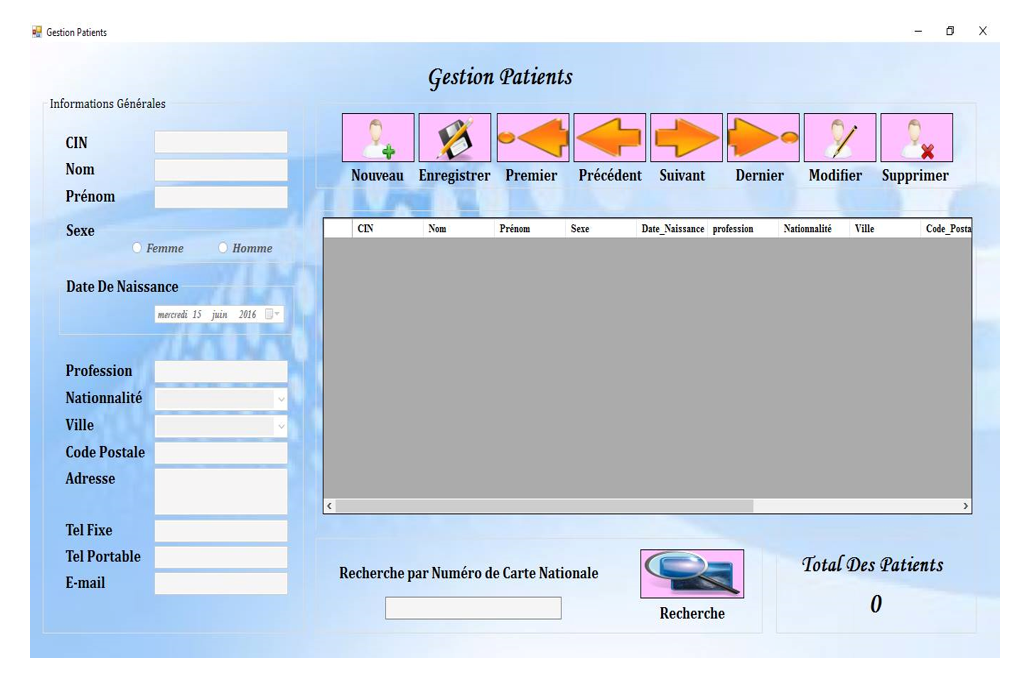 Gestion Patients
Gestion Patients
Informations Générales
CIN
Nom
Prénom
Sexe
Femme Homme
Date De Naissance
mercredi 15 juin 2016
Profession
Nationnalité
Ville
Code Postale
Adresse
Tel Fixe
Tel Portable
E-mail
Nouveau Enregistrer Premier Précédent Suivant Dernier Modifier Supprimer
CIN Nom Prénom Sexe Date_Naissance profession Nationnalité Ville Code_Posta
Recherche par Numéro de Carte Nationale
Recherche
Total Des Patients
0